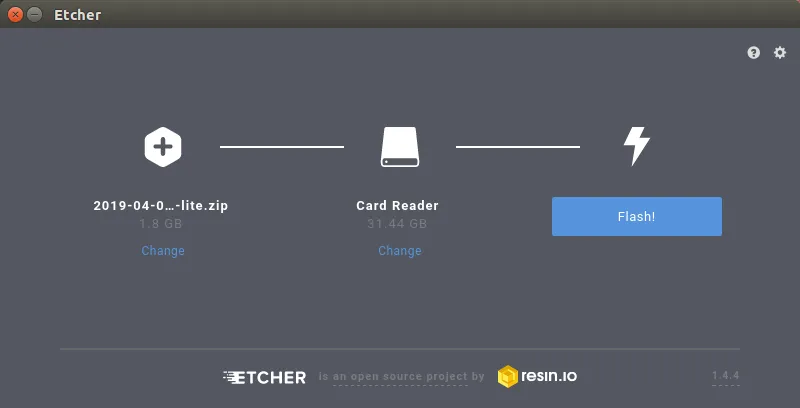 Etcher
2019-04-0...-lite.zip
1.8 GB
Change
Card Reader
31.44 GB
Change
Flash!
ETCHER is an open source project by resin.io
1.4.4